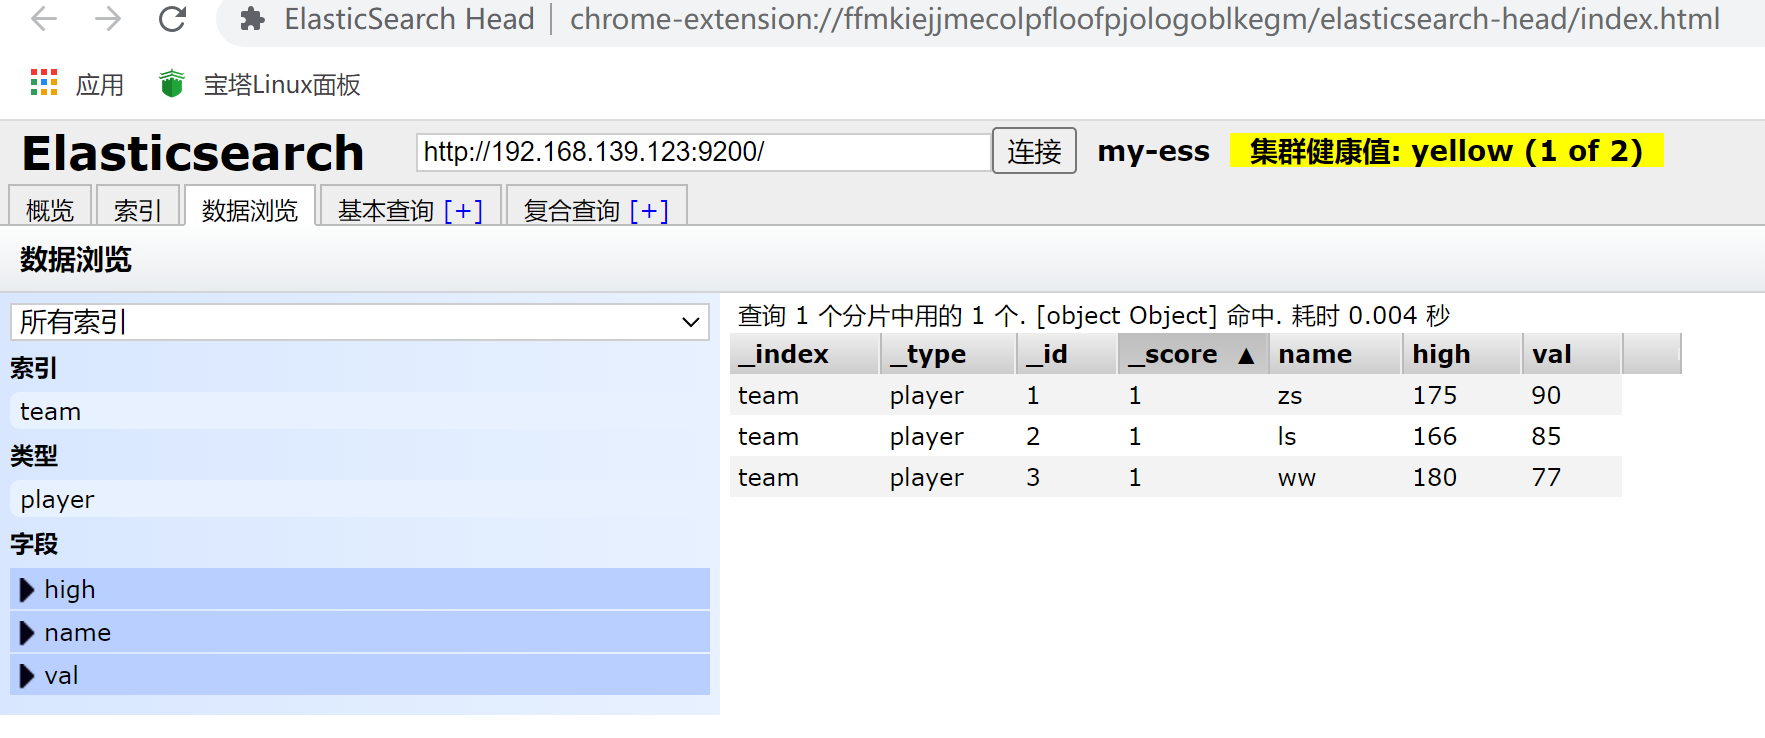 ElasticSearch Head | chrome-extension://ffmkiejjmecolpfloofpjologoblkegm/elasticsearch-head/index.html
应用 宝塔Linux面板
Elasticsearch http://192.168.139.123:9200/ 连接 my-ess 集群健康值: yellow (1 of 2)
概览 索引 数据浏览 基本查询 [+] 复合查询 [+]
数据浏览
所有索引
索引
team
类型
player
字段
high
name
val
查询 1 个分片中用的 1 个. [object Object] 命中. 耗时 0.004 秒
_index _type _id _score ▲ name high val
team player 1 1 zs 175 90
team player 2 1 ls 166 85
team player 3 1 ww 180 77